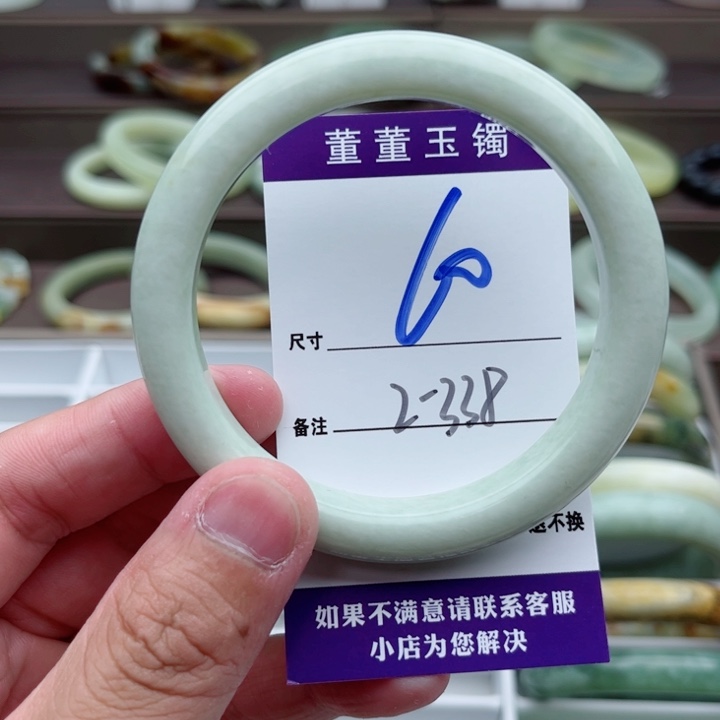 董董玉镯
60
尺寸
2-338
备注
不换
如果不满意请联系客服
小店为您解决